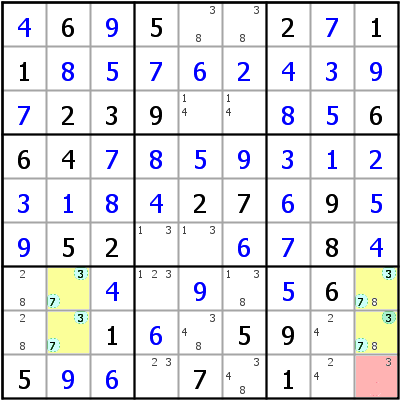 4 6 9 5 3 8 3 8 2 7 1
1 8 5 7 6 2 4 3 9
7 2 3 9 1 4 1 4 8 5 6
6 4 7 8 5 9 3 1 2
3 1 8 4 2 7 6 9 5
9 5 2 1 3 1 3 6 7 8 4
2 8 3 7 4 1 2 3 9 1 3 8 5 6 3 7 8
2 8 3 7 1 6 3 4 8 5 9 2 4 3 7 8
5 9 6 2 3 7 3 4 8 1 2 4 3